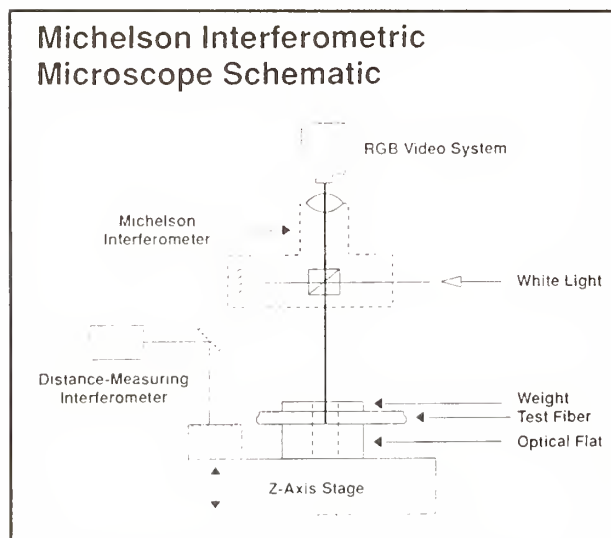 Michelson Interferometric
Microscope Schematic
RGB Video System
Michelson
Interferometer
White Light
Distance-Measuring
Interferometer
Weight
Test Fiber
Optical Flat
Z-Axis Stage